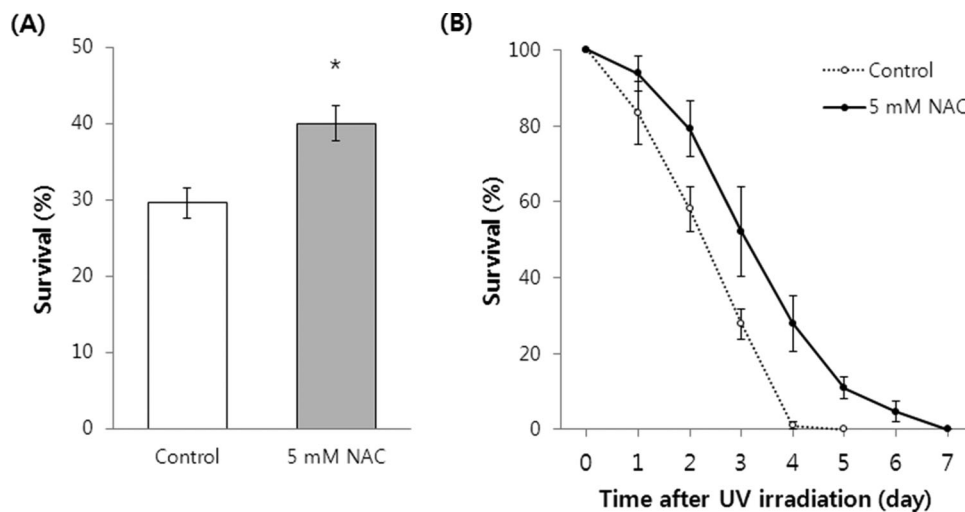 (A)
50
40
30
20
10
0
Survival (%)
*
Control
5 mM NAC
(B)
100
80
60
40
20
0
Survival (%)
Control
5 mM NAC
0 1 2 3 4 5 6 7
Time after UV irradiation (day)